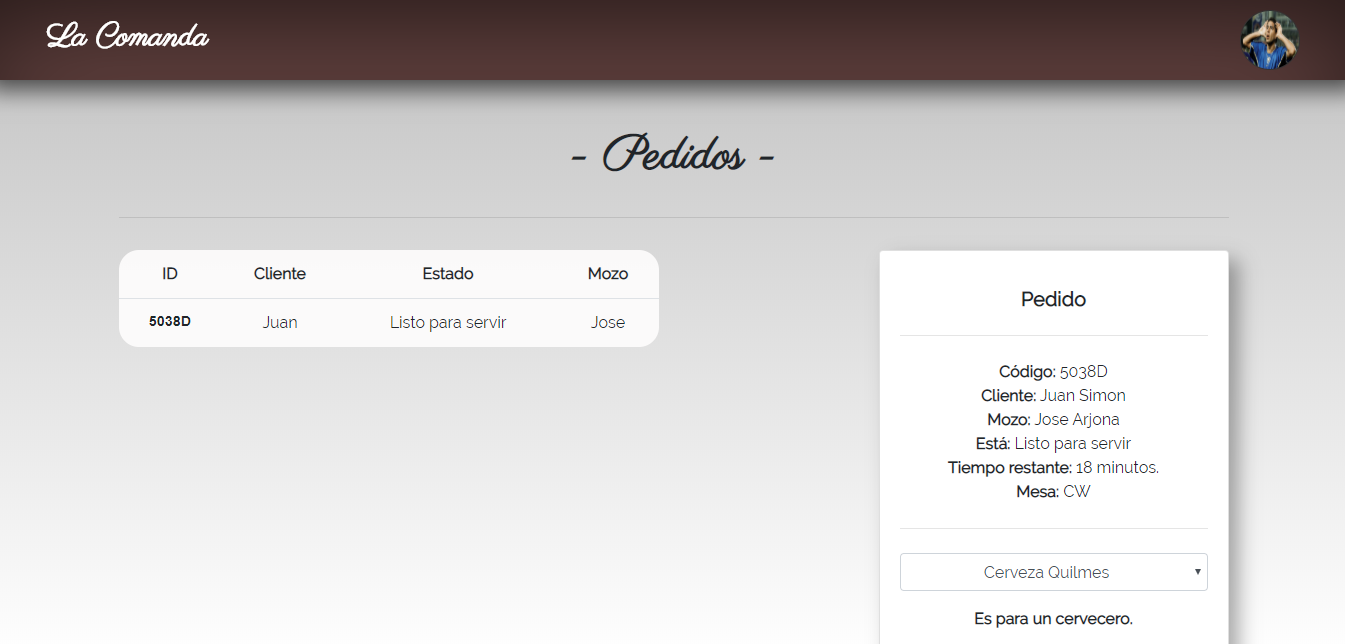 La Comanda
- Pedidos -
ID Cliente Estado Mozo
5038D Juan Listo para servir Jose
Pedido
Código: 5038D
Cliente: Juan Simon
Mozo: Jose Arjona
Está: Listo para servir
Tiempo restante: 18 minutos.
Mesa: CW
Cerveza Quilmes
Es para un cervecero.